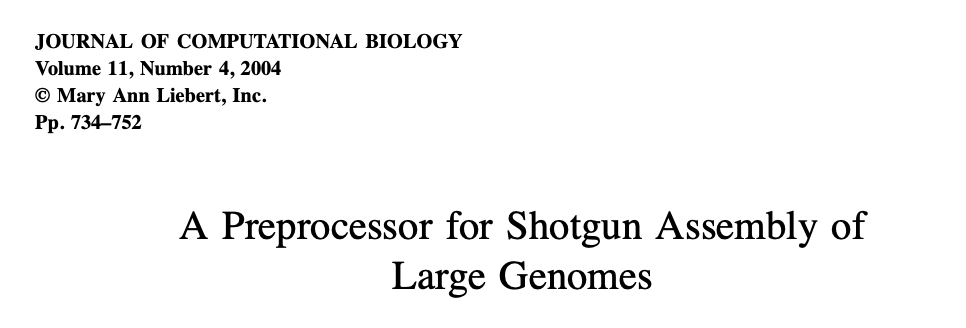 JOURNAL OF COMPUTATIONAL BIOLOGY
Volume 11, Number 4, 2004
© Mary Ann Liebert, Inc.
Pp. 734–752
A Preprocessor for Shotgun Assembly of
Large Genomes